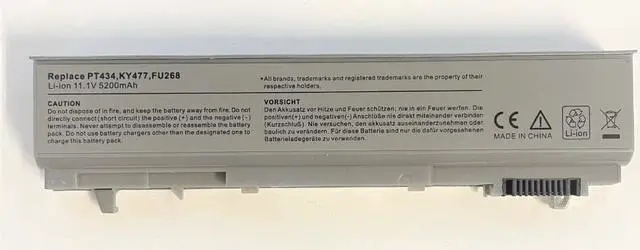 Replace PT434,KY477,FU268
Li-ion 11.1V 5200mAh
CAUTION
Do not dispose of in fire, and keep the battery away from fire. Do not
directly connect (short circuit) the positive (+) and the negative (-)
terminals. Never attempt to disassemble or reassemble the battery
pack. Do not use battery chargers other than the designated one to
charge this battery pack.
•All brands, trademarks and registered trademarks are the property of their
respective holders.
VORSICHT
Den Akkusatz vor Hitze und Feuer schützen; nie in ein Feuer werfen. Die
positiven(+) und negativen(-) Anschlüße nie direkt miteinander verbinden
(Kurzschluß). Nie versuchen, den akkusatz auseinanderzunehmen oder
baulich zu verändern. Für diese Batterie sind nur die dafür vorgesehenen
Batterieladegeräte zu verwenden.
CE
MADE IN CHINA
Li-ion